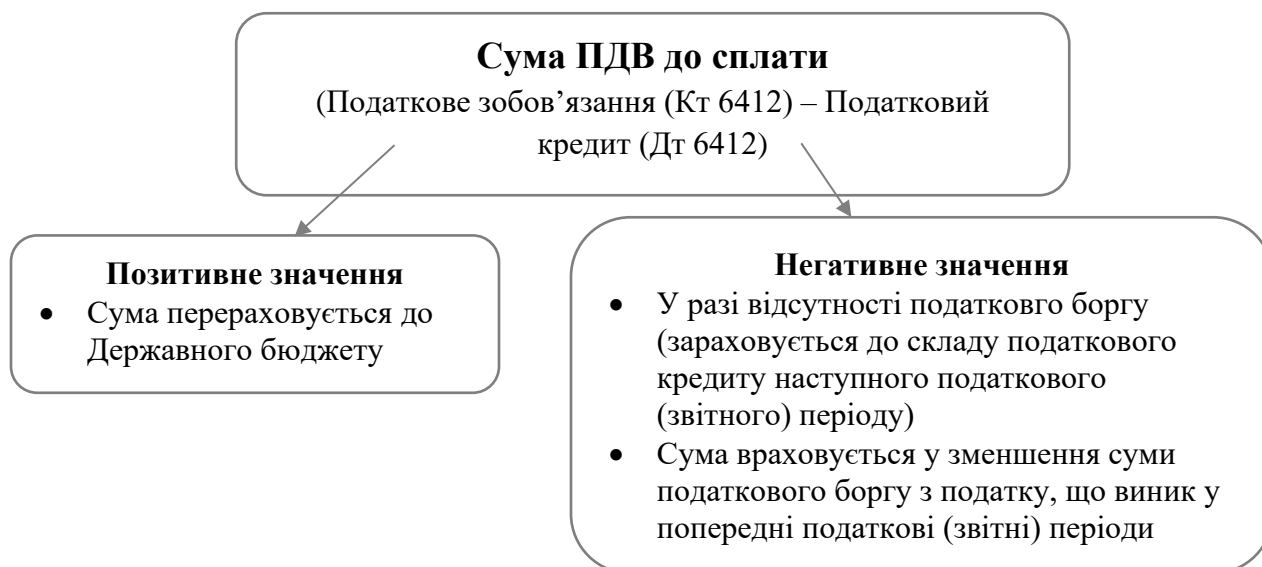 Сума ПДВ до сплати
(Податкове зобов’язання (Кт 6412) – Податковий
кредит (Дт 6412)
Позитивне значення
• Сума перераховується до
Державного бюджету
Негативне значення
• У разі відсутності податковго боргу
(зараховується до складу податкового
кредиту наступного податкового
(звітного) періоду)
• Сума враховується у зменшення суми
податкового боргу з податку, що виник у
попередні податкові (звітні) періоди